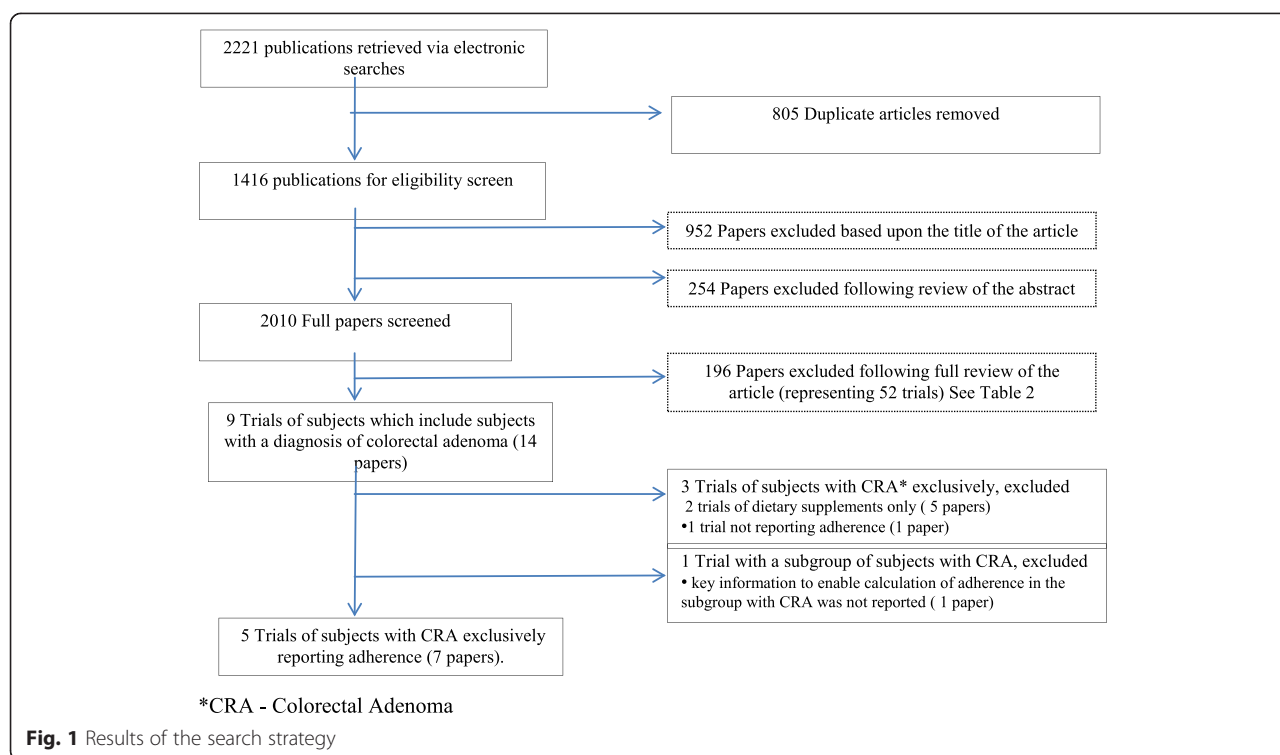 2221 publications retrieved via electronic
searches
805 Duplicate articles removed
1416 publications for eligibility screen
952 Papers excluded based upon the title of the article
254 Papers excluded following review of the abstract
2010 Full papers screened
196 Papers excluded following full review of the
article (representing 52 trials) See Table 2
9 Trials of subjects which include subjects
with a diagnosis of colorectal adenoma (14
papers)
3 Trials of subjects with CRA* exclusively, excluded
2 trials of dietary supplements only ( 5 papers)
•1 trial not reporting adherence (1 paper)
1 Trial with a subgroup of subjects with CRA, excluded
• key information to enable calculation of adherence in the
subgroup with CRA was not reported ( 1 paper)
5 Trials of subjects with CRA exclusively
reporting adherence (7 papers).
*CRA - Colorectal Adenoma
Fig. 1 Results of the search strategy